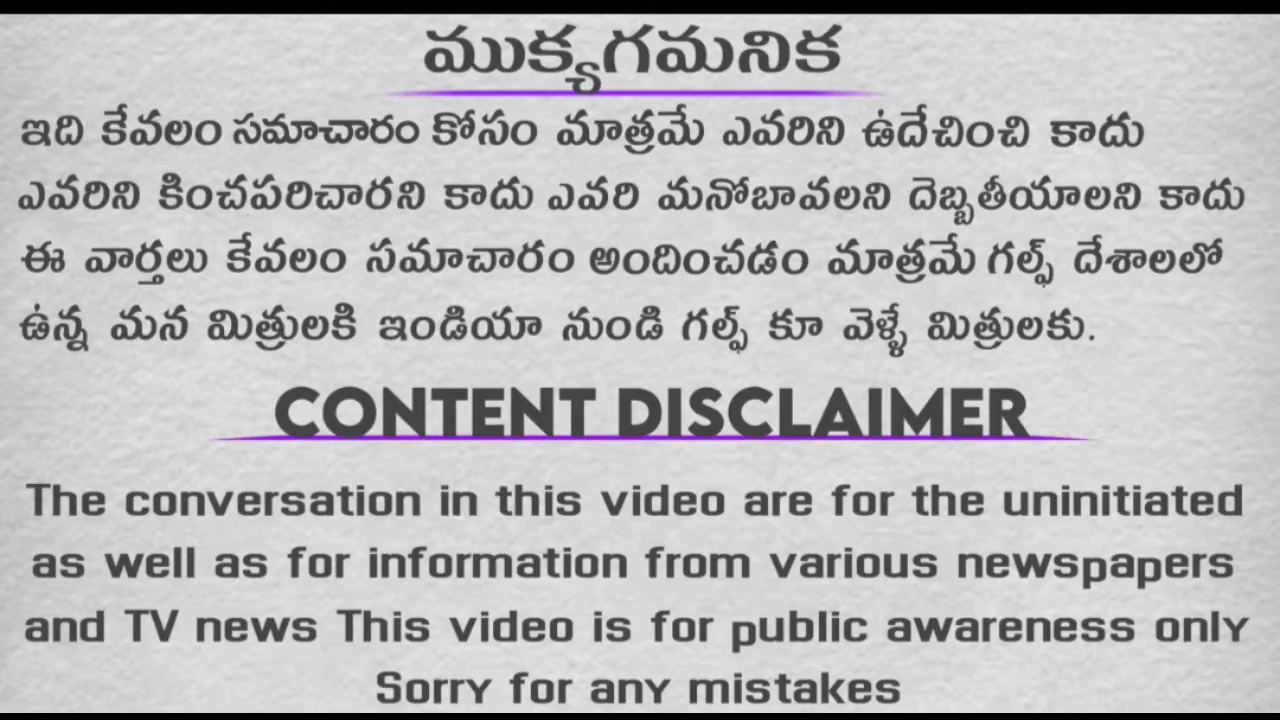 ముక్యగమనిక
ఇది కేవలం సమాచారం కోసం మాత్రమే ఎవరిని ఉదేచించి కాదు
ఎవరిని కించపరిచారని కాదు ఎవరి మనోబావలని దెబ్బతీయాలని కాదు
ఈ వార్తలు కేవలం సమాచారం అందించడం మాత్రమే గల్ఫ్ దేశాలలో
ఉన్న మన మిత్రులకి ఇండియా నుండి గల్ఫ్ కూ వెళ్ళే మిత్రులకు.
CONTENT DISCLAIMER
The conversation in this video are for the uninitiated
as well as for information from various newspapers
and TV news This video is for public awareness only
Sorry for any mistakes